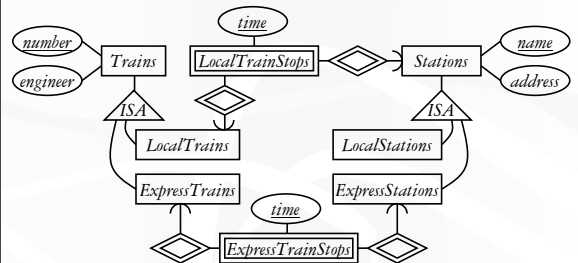 time
number
name
Trains
LocalTrainStops
Stations
engineer
address
ISA
ISA
LocalTrains
LocalStations
ExpressTrains
ExpressStations
time
ExpressTrainStops